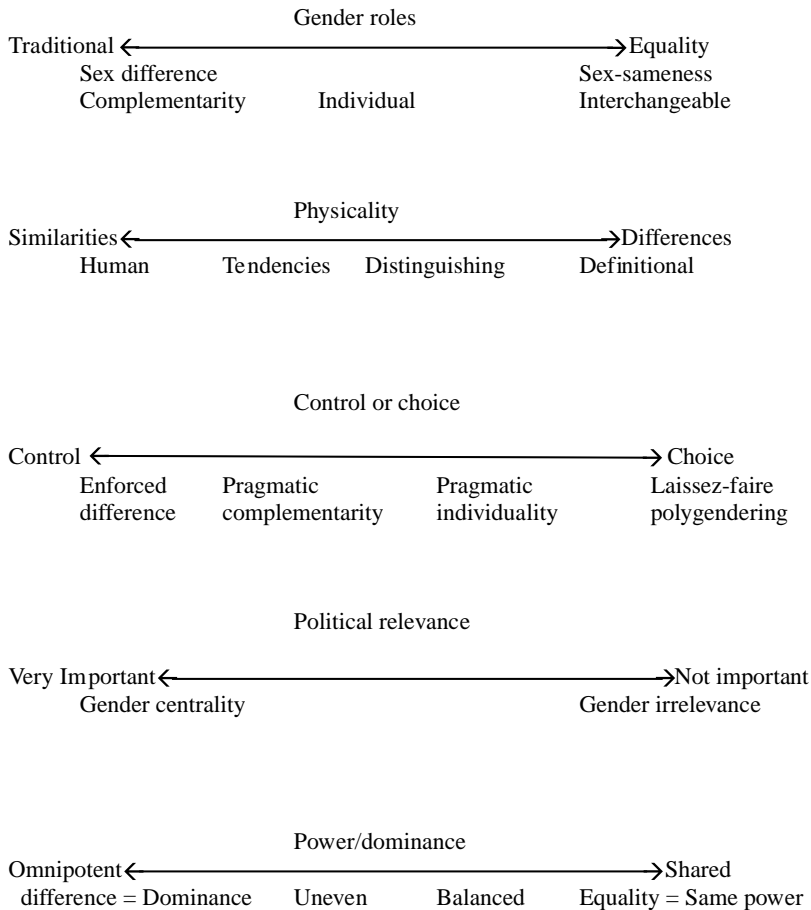 Gender roles
Traditional Equality
Sex difference Sex-sameness
Complementarity Individual Interchangeable
Physicality
Similarities Differences
Human Tendencies Distinguishing Definitional
Control or choice
Control Choice
Enforced Pragmatic Pragmatic Laissez-faire
difference complementarity individuality polygendering
Political relevance
Very Important Not important
Gender centrality Gender irrelevance
Power/dominance
Omnipotent Shared
difference = Dominance Uneven Balanced Equality = Same power